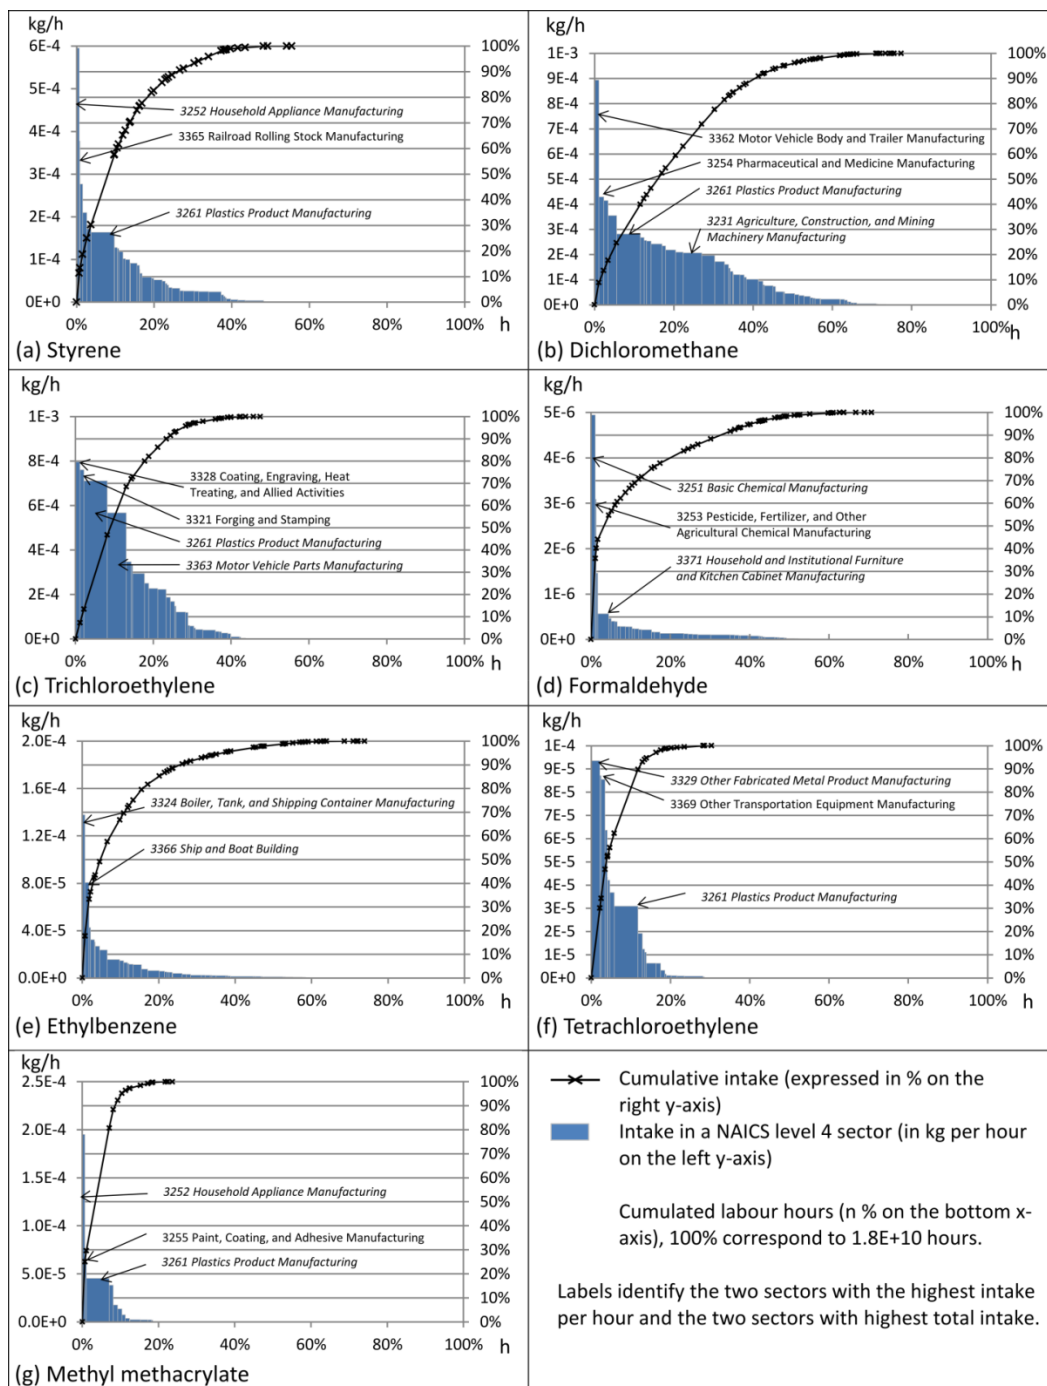 kg/h
6E-4
5E-4
4E-4
3E-4
2E-4
1E-4
0E+0
100%
90%
80%
70%
60%
50%
40%
30%
20%
10%
0%
3252 Household Appliance Manufacturing
3365 Railroad Rolling Stock Manufacturing
3261 Plastics Product Manufacturing
0% 20% 40% 60% 80% 100% h
(a) Styrene
kg/h
1E-3
9E-4
8E-4
7E-4
6E-4
5E-4
4E-4
3E-4
2E-4
1E-4
0E+0
100%
90%
80%
70%
60%
50%
40%
30%
20%
10%
0%
3362 Motor Vehicle Body and Trailer Manufacturing
3254 Pharmaceutical and Medicine Manufacturing
3261 Plastics Product Manufacturing
3231 Agriculture, Construction, and Mining
Machinery Manufacturing
0% 20% 40% 60% 80% 100% h
(b) Dichloromethane
kg/h
1E-3
8E-4
6E-4
4E-4
2E-4
0E+0
100%
90%
80%
70%
60%
50%
40%
30%
20%
10%
0%
3328 Coating, Engraving, Heat
Treating, and Allied Activities
3321 Forging and Stamping
3261 Plastics Product Manufacturing
3363 Motor Vehicle Parts Manufacturing
0% 20% 40% 60% 80% 100% h
(c) Trichloroethylene
kg/h
5E-6
4E-6
3E-6
2E-6
1E-6
0E+0
100%
90%
80%
70%
60%
50%
40%
30%
20%
10%
0%
3251 Basic Chemical Manufacturing
3253 Pesticide, Fertilizer, and Other
Agricultural Chemical Manufacturing
3371 Household and Institutional Furniture
and Kitchen Cabinet Manufacturing
0% 20% 40% 60% 80% 100% h
(d) Formaldehyde
kg/h
2.0E-4
1.6E-4
1.2E-4
8.0E-5
4.0E-5
0.0E+0
100%
90%
80%
70%
60%
50%
40%
30%
20%
10%
0%
3324 Boiler, Tank, and Shipping Container Manufacturing
3366 Ship and Boat Building
0% 20% 40% 60% 80% 100% h
(e) Ethylbenzene
kg/h
1E-4
9E-5
8E-5
7E-5
6E-5
5E-5
4E-5
3E-5
2E-5
1E-5
0E+0
100%
90%
80%
70%
60%
50%
40%
30%
20%
10%
0%
3329 Other Fabricated Metal Product Manufacturing
3369 Other Transportation Equipment Manufacturing
3261 Plastics Product Manufacturing
0% 20% 40% 60% 80% 100% h
(f) Tetrachloroethylene
kg/h
2.5E-4
2.0E-4
1.5E-4
1.0E-4
5.0E-5
0.0E+0
100%
90%
80%
70%
60%
50%
40%
30%
20%
10%
0%
3252 Household Appliance Manufacturing
3255 Paint, Coating, and Adhesive Manufacturing
3261 Plastics Product Manufacturing
0% 20% 40% 60% 80% 100% h
(g) Methyl methacrylate
Cumulative intake (expressed in % on the
right y-axis)
Intake in a NAICS level 4 sector (in kg per hour
on the left y-axis)
Cumulated labour hours (n % on the bottom x-
axis), 100% correspond to 1.8E+10 hours.
Labels identify the two sectors with the highest intake
per hour and the two sectors with highest total intake.